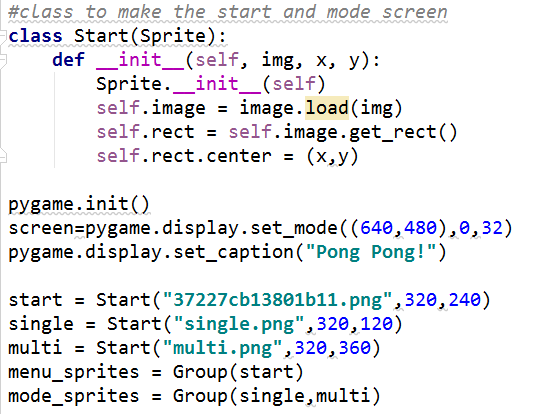 #class to make the start and mode screen
class Start(Sprite):
    def __init__(self, img, x, y):
        Sprite.__init__(self)
        self.image = image.load(img)
        self.rect = self.image.get_rect()
        self.rect.center = (x,y)

pygame.init()
screen=pygame.display.set_mode((640,480),0,32)
pygame.display.set_caption("Pong Pong!")

start = Start("37227cb13801b11.png",320,240)
single = Start("single.png",320,120)
multi = Start("multi.png",320,360)
menu_sprites = Group(start)
mode_sprites = Group(single,multi)